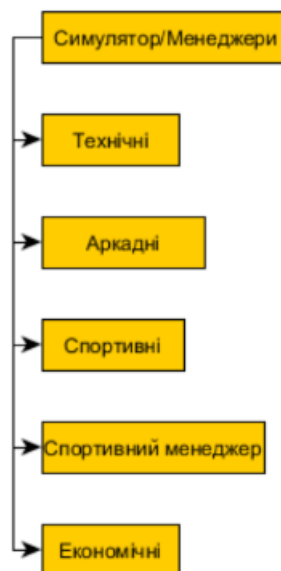 Симулятор/Менеджери
Технічні
Аркадні
Спортивні
Спортивний менеджер
Економічні